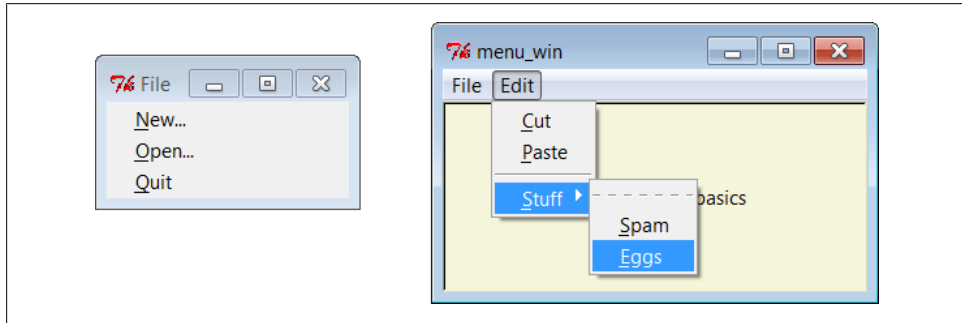 File
New...
Open...
Quit
menu_win
File Edit
Cut
Paste
Stuff
basics
Spam
Eggs